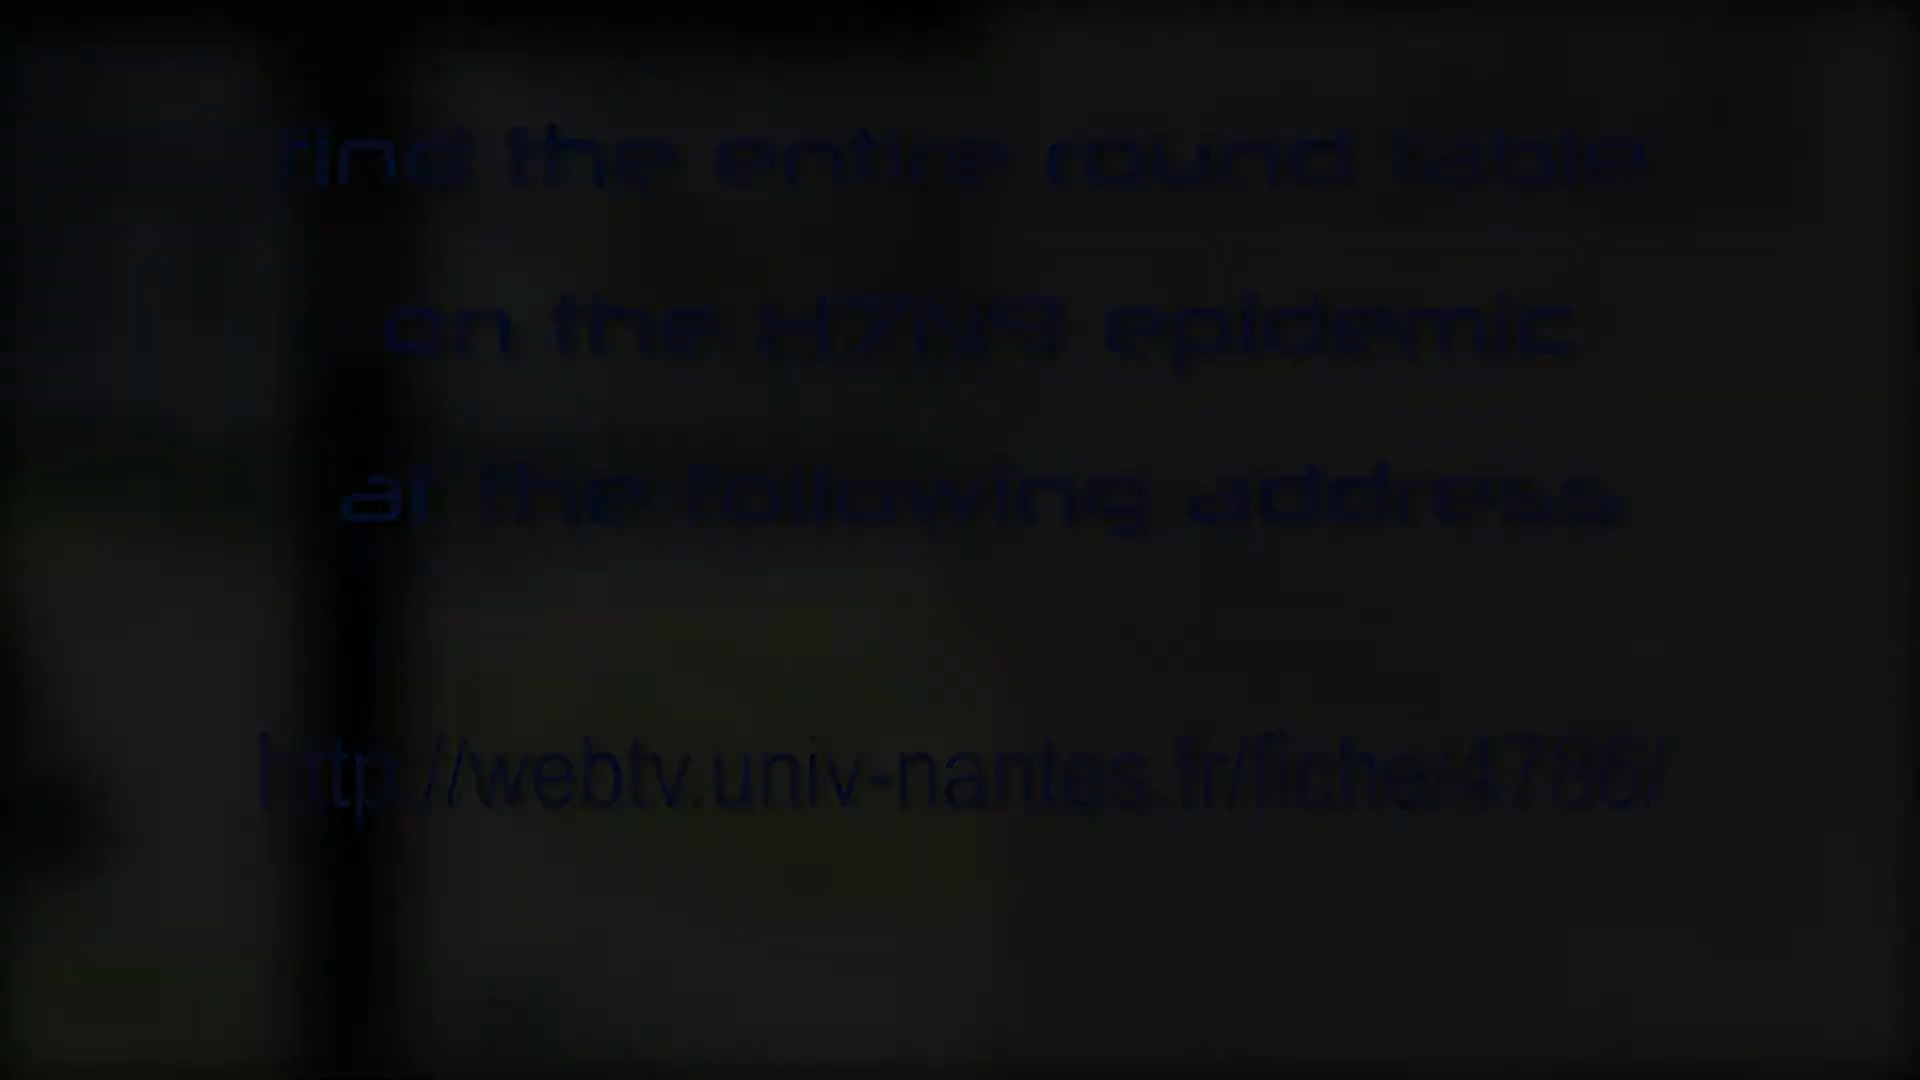 find the entire round table
on the H7N9 epidemic
at the following address
http://webtv.univ-nantes.fr/fiche/4786/